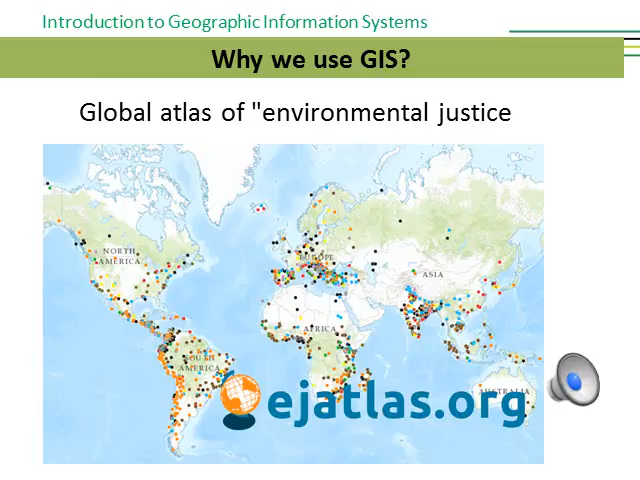 Introduction to Geographic Information Systems
Why we use GIS?
Global atlas of "environmental justice
NORTH
AMERICA
EUROPE
ASIA
AFRICA
SOUTH
AMERICA
AUSTRALIA
ejatlas.org